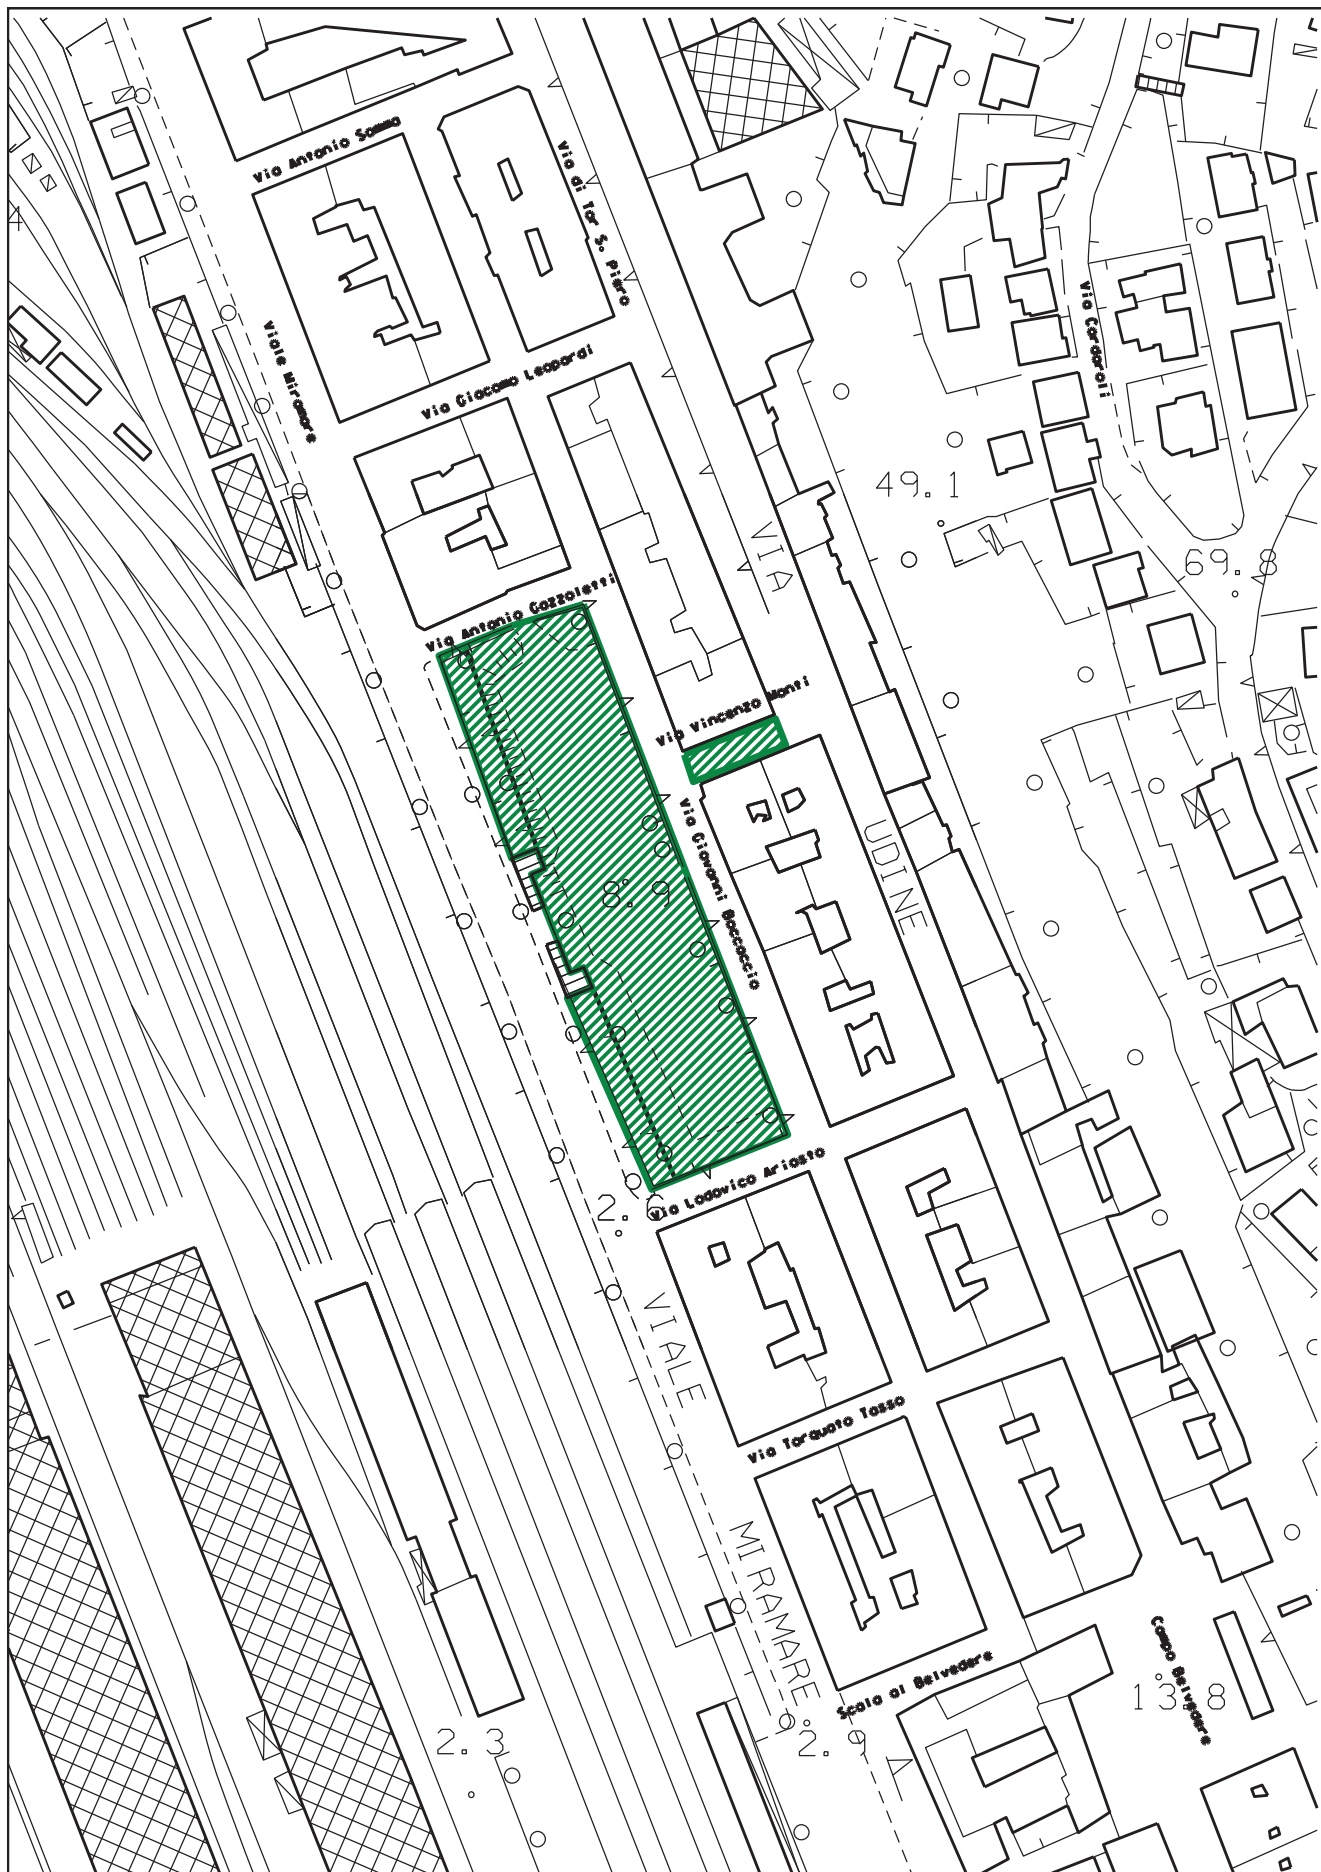 Via Antonio Somma
Via di Tor S. Piero
4
Viale Miramare
Via Giacomo Leopardi
Via Cordaroli
49.1
VIA
69.8
Via Antonio Gazzoletti
Via Vincenzo Monti
Via Giovanni Boccaccio
UDINE
8.9
Via Lodovico Ariosto
2.6
VIALE
Via Torquato Tasso
MIRAMARE
Scala al Belvedere
Campo Belvedere
13.8
2.3
2.9